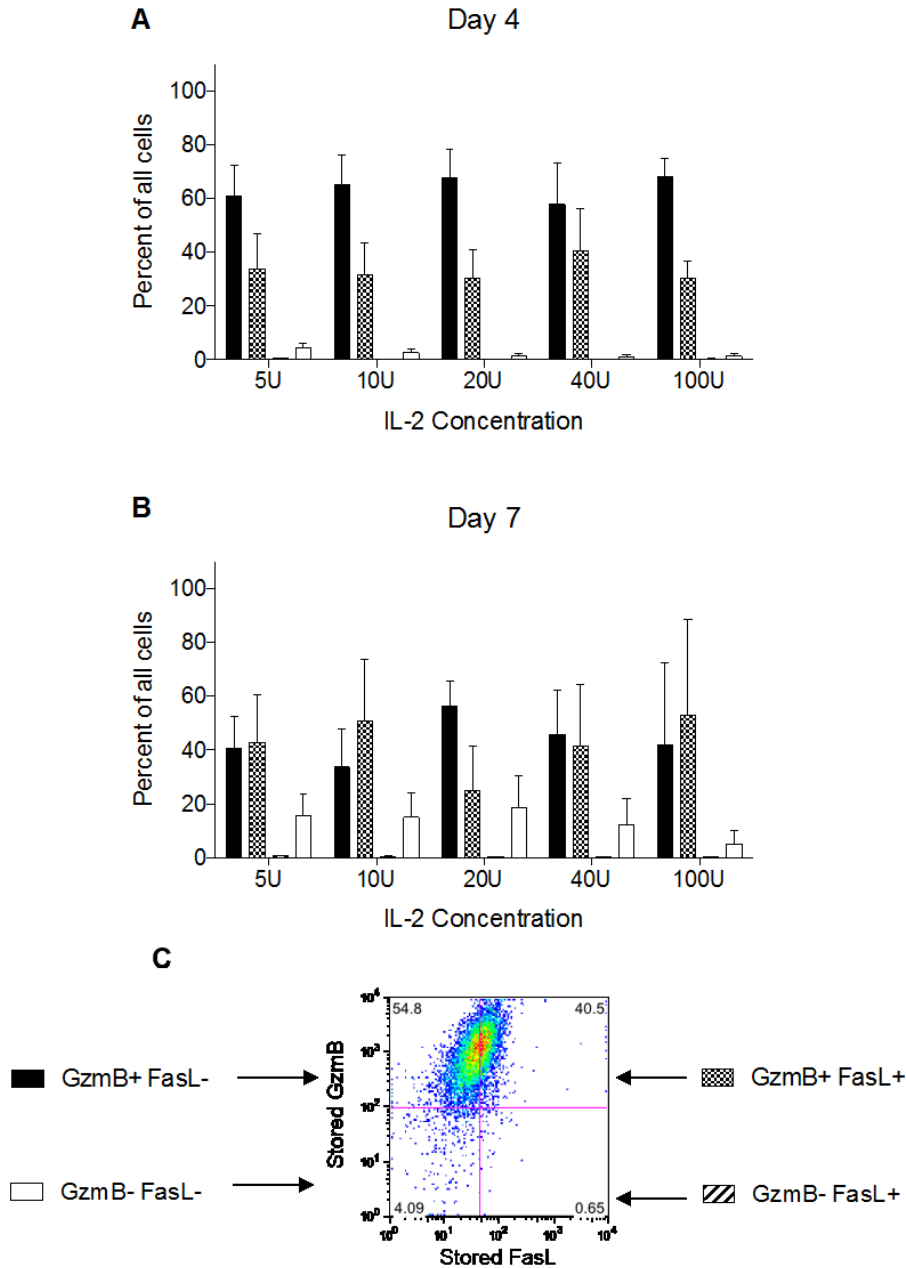 A
Day 4
Percent of all cells
100
80
60
40
20
0
5U 10U 20U 40U 100U
IL-2 Concentration
B
Day 7
Percent of all cells
100
80
60
40
20
0
5U 10U 20U 40U 100U
IL-2 Concentration
C
GzmB+ FasL-
GzmB- FasL-
Stored GzmB
10⁴
10³
10²
10¹
10⁰
54.8 40.5
4.09 0.65
10⁰ 10¹ 10² 10³ 10⁴
Stored FasL
GzmB+ FasL+
GzmB- FasL+